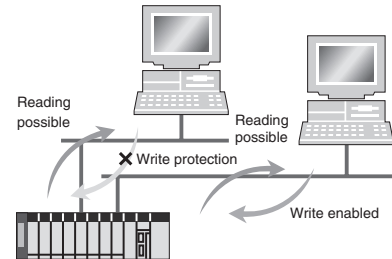 Reading
possible
Reading
possible
✕ Write protection
Write enabled